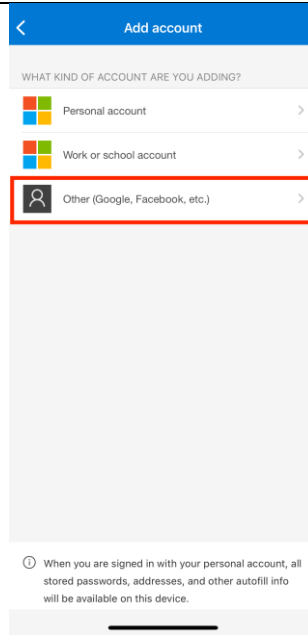 Add account
WHAT KIND OF ACCOUNT ARE YOU ADDING?
Personal account
Work or school account
Other (Google, Facebook, etc.)
When you are signed in with your personal account, all
stored passwords, addresses, and other autofill info
will be available on this device.